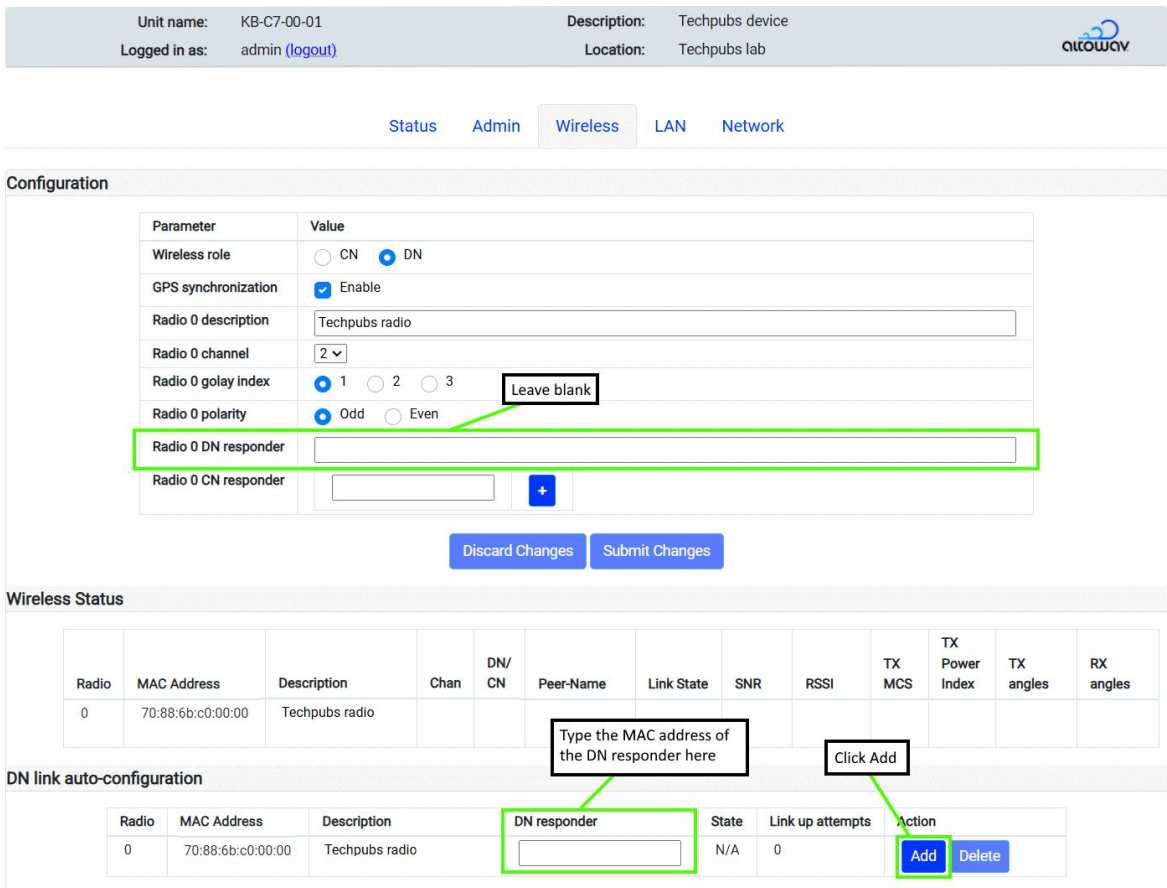 Unit name: KB-C7-00-01 Description: Techpubs device
Logged in as: admin (logout) Location: Techpubs lab
altowav
Status Admin Wireless LAN Network
Configuration
Parameter Value
Wireless role CN DN
GPS synchronization Enable
Radio 0 description Techpubs radio
Radio 0 channel 2
Radio 0 golay index 1 2 3
Leave blank
Radio 0 polarity Odd Even
Radio 0 DN responder
Radio 0 CN responder +
Discard Changes Submit Changes
Wireless Status
Radio MAC Address Description Chan DN/ CN Peer-Name Link State SNR RSSI TX MCS TX Power Index TX angles RX angles
0 70:88:6b:c0:00:00 Techpubs radio
Type the MAC address of
the DN responder here
Click Add
DN link auto-configuration
Radio MAC Address Description DN responder State Link up attempts Action
0 70:88:6b:c0:00:00 Techpubs radio N/A 0 Add Delete